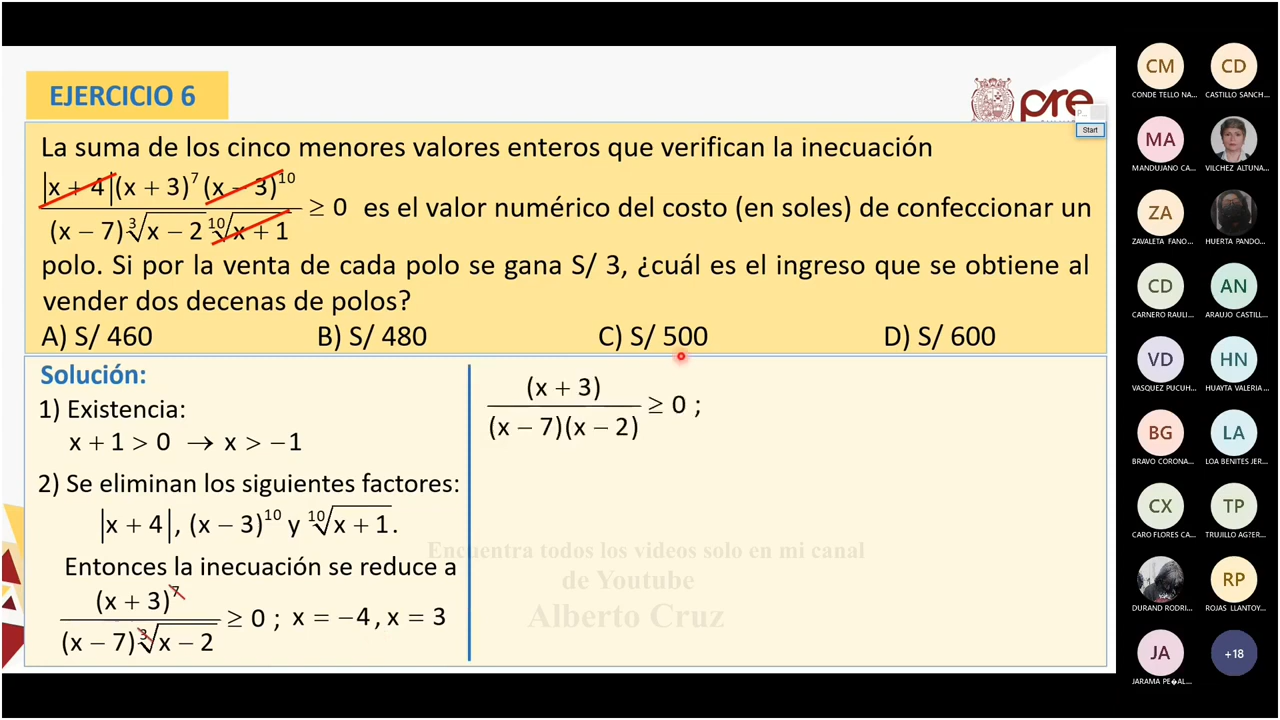 EJERCICIO 6
pre
P...
Start
La suma de los cinco menores valores enteros que verifican la inecuación
|x + 4|(x + 3)^7 (x − 3)^10
(x − 7)∛x − 2 ¹⁰√x + 1
≥ 0 es el valor numérico del costo (en soles) de confeccionar un
polo. Si por la venta de cada polo se gana S/ 3, ¿cuál es el ingreso que se obtiene al
vender dos decenas de polos?
A) S/ 460 B) S/ 480 C) S/ 500 D) S/ 600
Solución:
1) Existencia:
x + 1 > 0 → x > −1
2) Se eliminan los siguientes factores:
|x + 4|, (x − 3)^10 y ¹⁰√x + 1.
Entonces la inecuación se reduce a
(x + 3)^7
(x − 7)∛x − 2
≥ 0 ; x = −4, x = 3
(x + 3)
(x − 7)(x − 2)
≥ 0 ;
Encuentra todos los videos solo en mi canal
de Youtube
Alberto Cruz
CM
CONDE TELLO NA...
CD
CASTILLO SANCH...
MA
MANDUJANO CA...
VILCHEZ ALTUNA...
ZA
ZAVALETA FANO...
HUERTA PANDO...
CD
CARNERO RAULI...
AN
ARAUJO CASTILL...
VD
VASQUEZ PUCUH...
HN
HUAYTA VALERIA...
BG
BRAVO CORONA...
LA
LOA BENITES JER...
CX
CARO FLORES CA...
TP
TRUJILLO AG?ER...
DURAND RODRI...
RP
ROJAS LLANTOY...
JA
JARAMA PE�AL...
+18